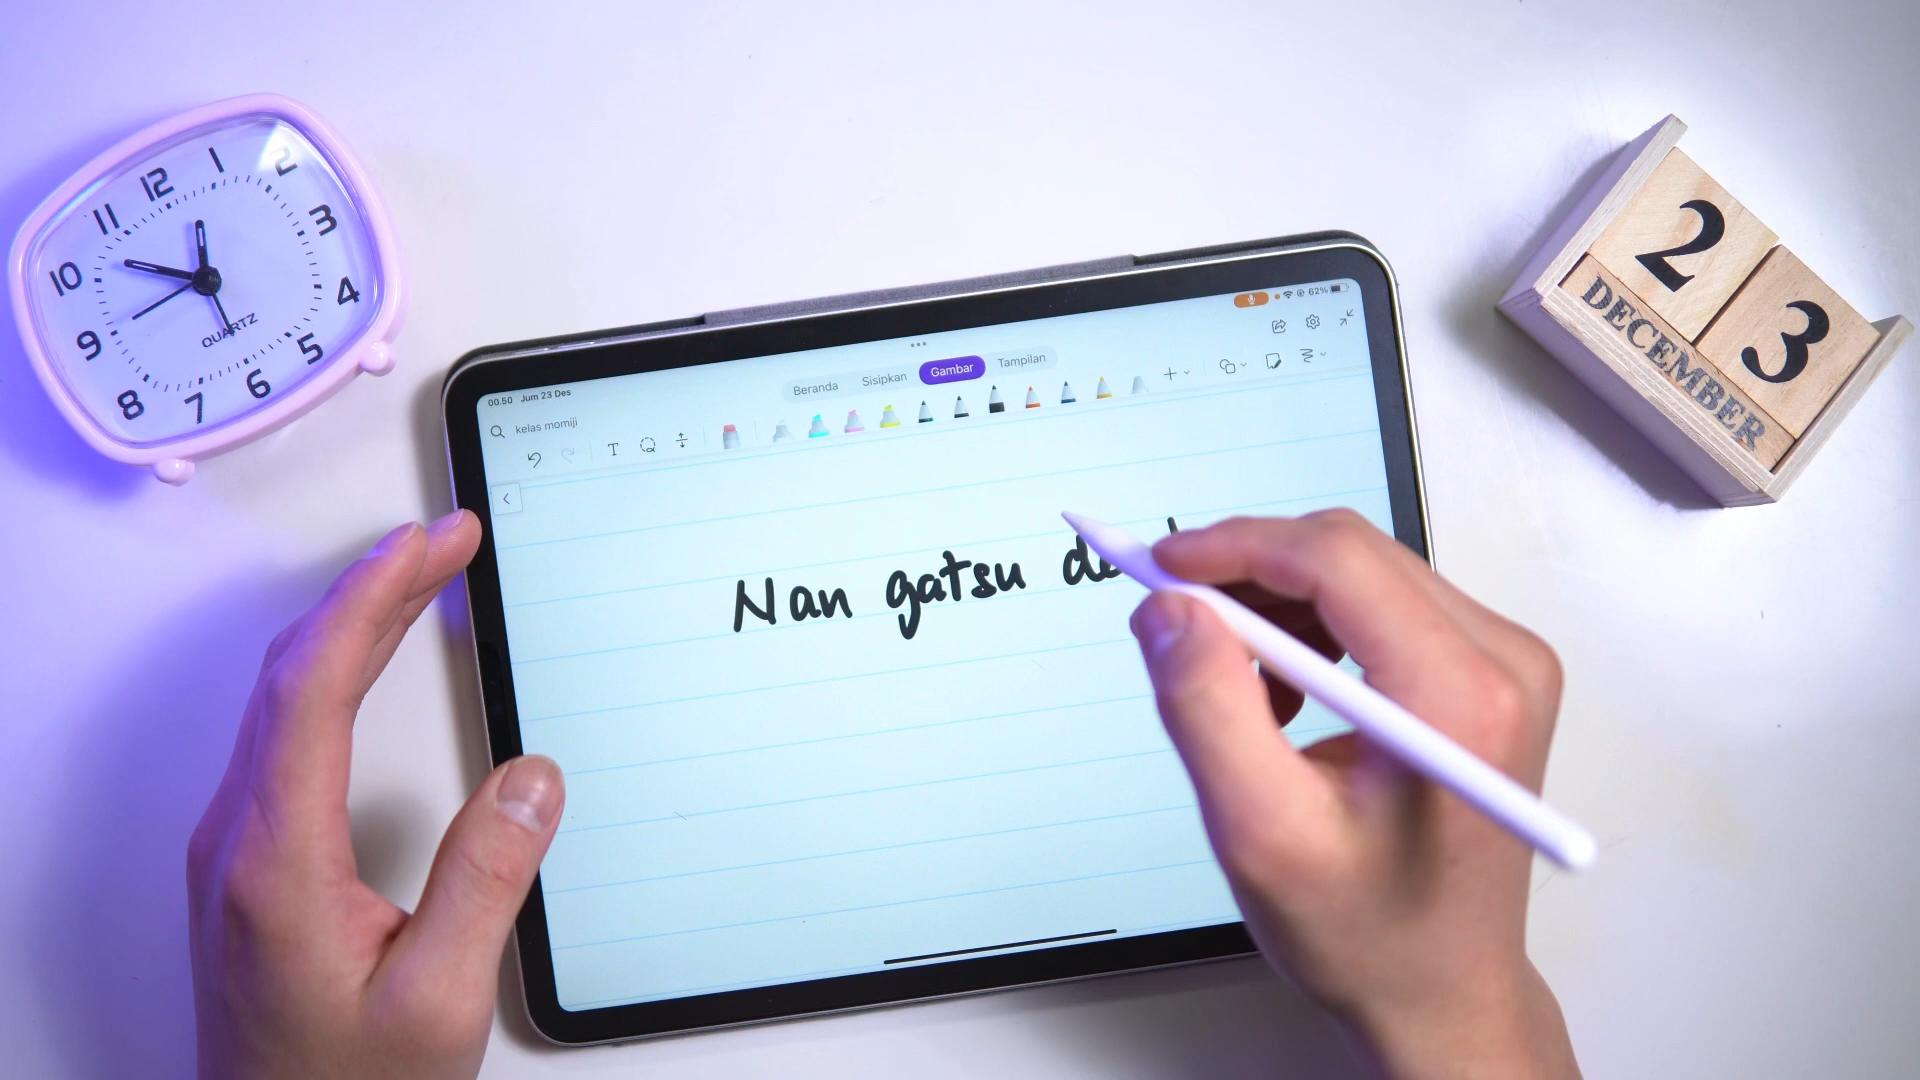 12
1
2
3
4
5
6
7
8
9
10
11
QUARTZ
00.50 Jum 23 Des
62%
kelas momiji
Beranda Sisipkan Gambar Tampilan
T
Nan gatsu
2 3
DECEMBER